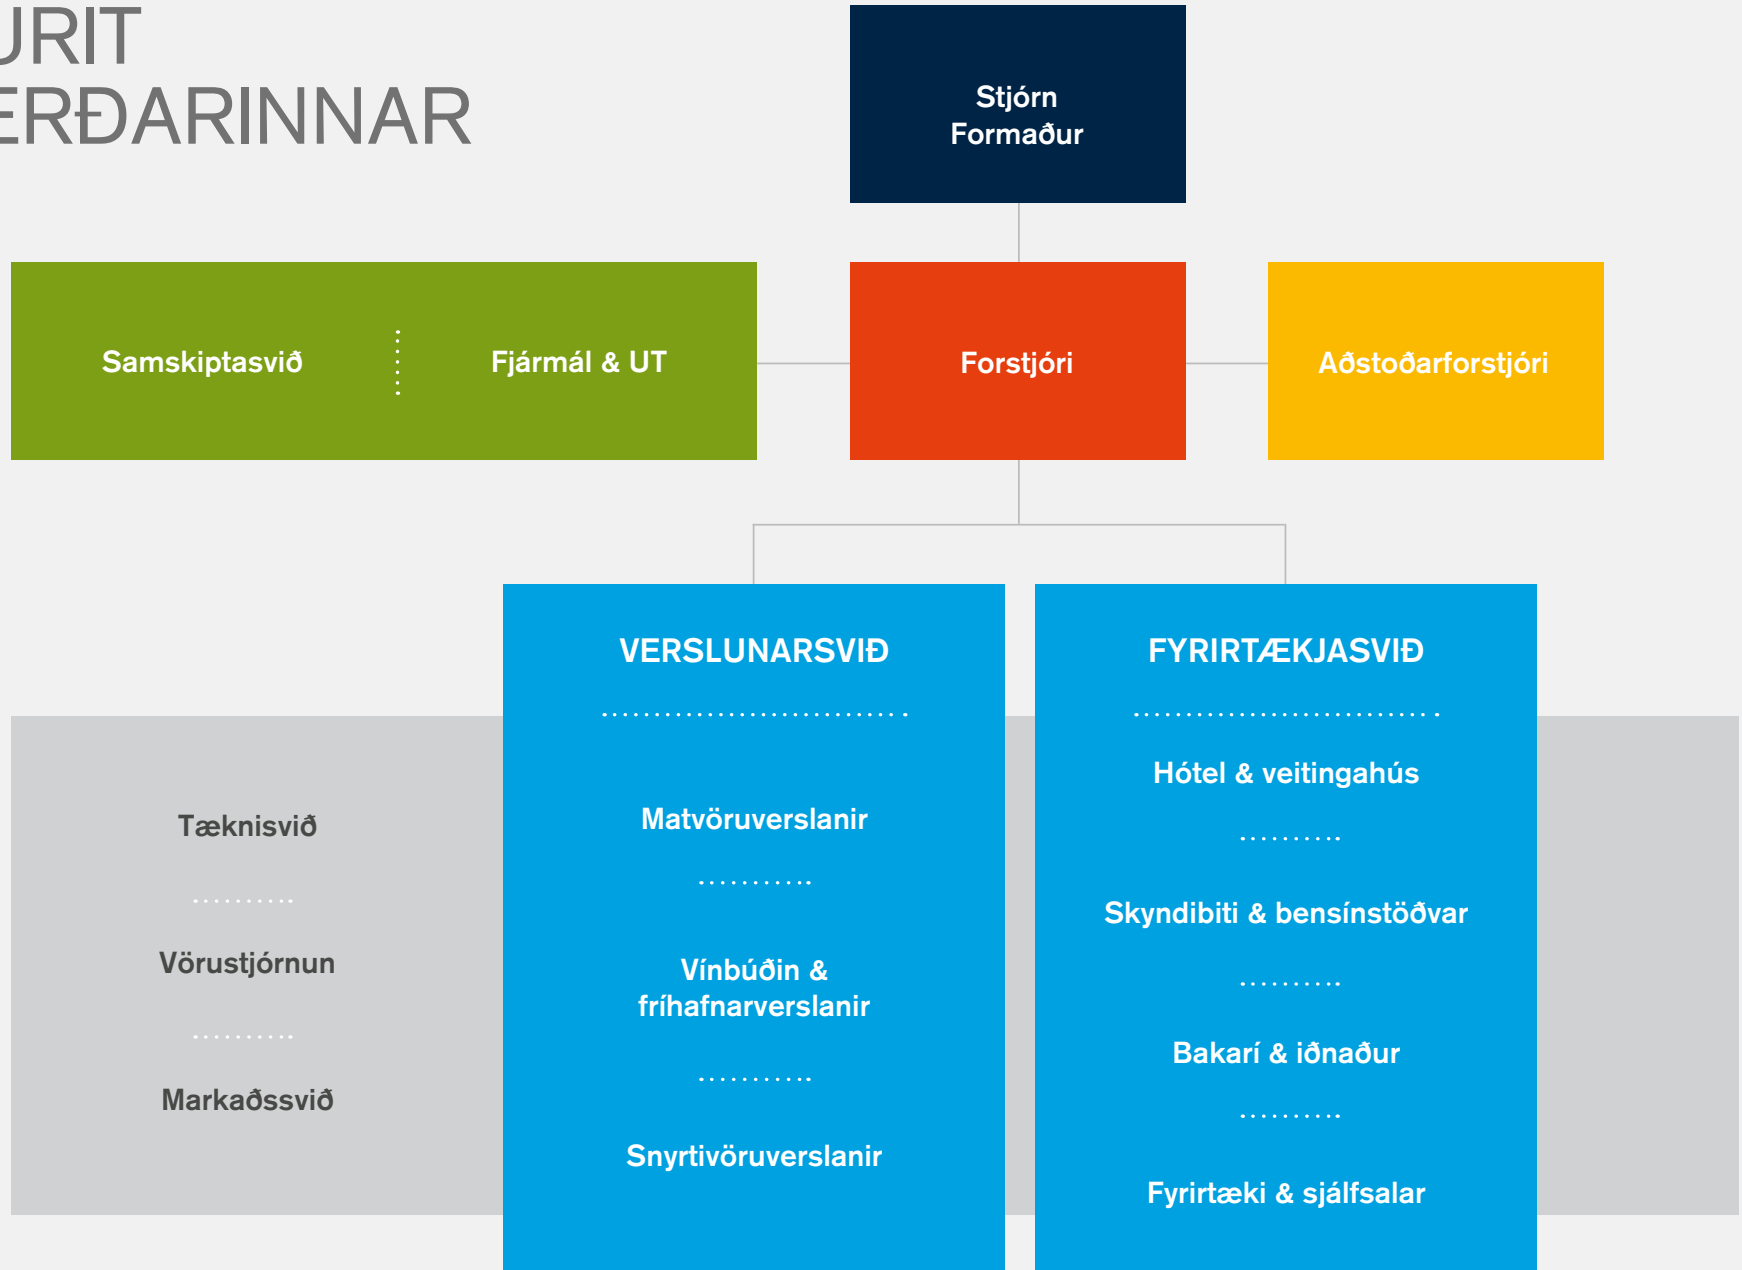 URIT
ERÐARINNAR
Stjórn
Formaður
Samskiptasvið
Fjármál & UT
Forstjóri
Aðstoðarforstjóri
VERSLUNARSVIÐ
Matvöruverslanir
Vínbúðin &
fríhafnarverslanir
Snyrtivöruverslanir
FYRIRTÆKJASVIÐ
Hótel & veitingahús
Skyndibiti & bensínstöðvar
Bakarí & iðnaður
Fyrirtæki & sjálfsalar
Tæknisvið
Vörustjórnun
Markaðssvið